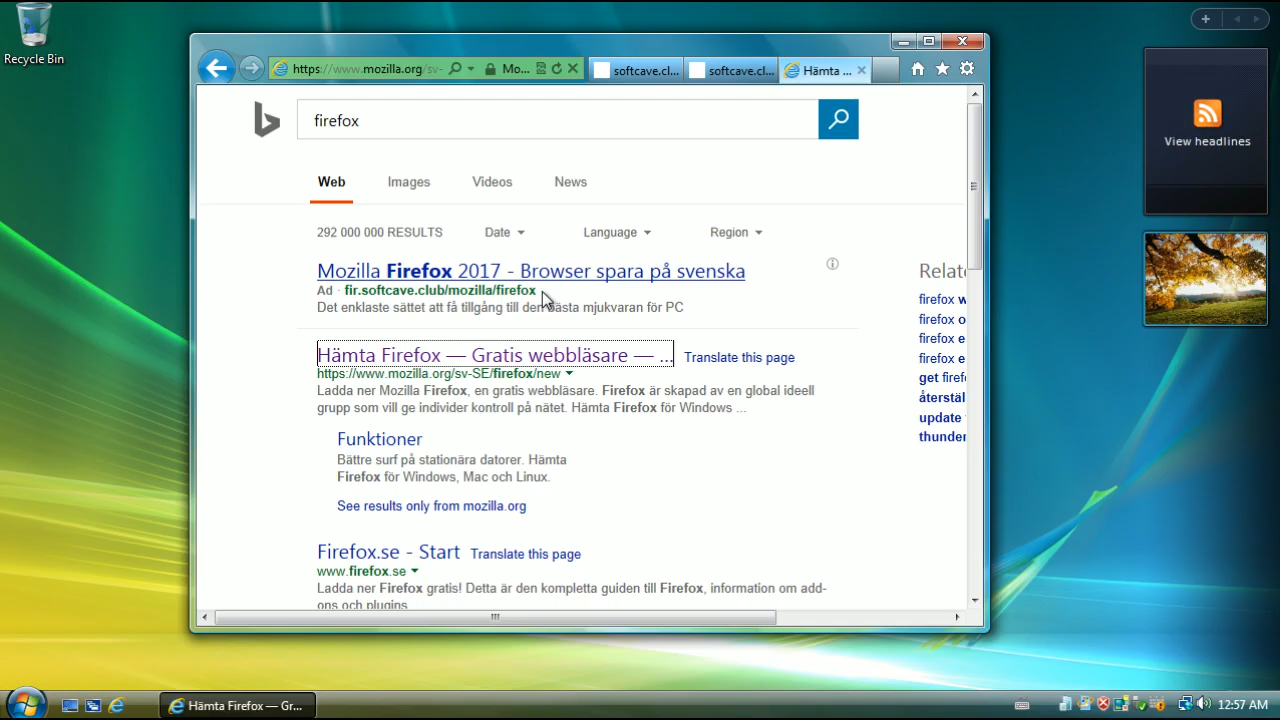 Recycle Bin
https://www.mozilla.org/sv-
Mo...
softcave.cl...
softcave.cl...
Hämta ...
firefox
Web
Images
Videos
News
292 000 000 RESULTS
Date
Language
Region
Mozilla Firefox 2017 - Browser spara på svenska
Ad · fir.softcave.club/mozilla/firefox
Det enklaste sättet att få tillgång till den bästa mjukvaran för PC
Hämta Firefox — Gratis webbläsare — ...
Translate this page
https://www.mozilla.org/sv-SE/firefox/new
Ladda ner Mozilla Firefox, en gratis webbläsare. Firefox är skapad av en global ideell
grupp som vill ge individer kontroll på nätet. Hämta Firefox för Windows ...
Funktioner
Bättre surf på stationära datorer. Hämta
Firefox för Windows, Mac och Linux.
See results only from mozilla.org
Firefox.se - Start
Translate this page
www.firefox.se
Ladda ner Firefox gratis! Detta är den kompletta guiden till Firefox, information om add-
ons och plugins
Relate
firefox w
firefox o
firefox e
firefox e
get firef
återstäl
update
thunder
View headlines
Hämta Firefox — Gr...
12:57 AM